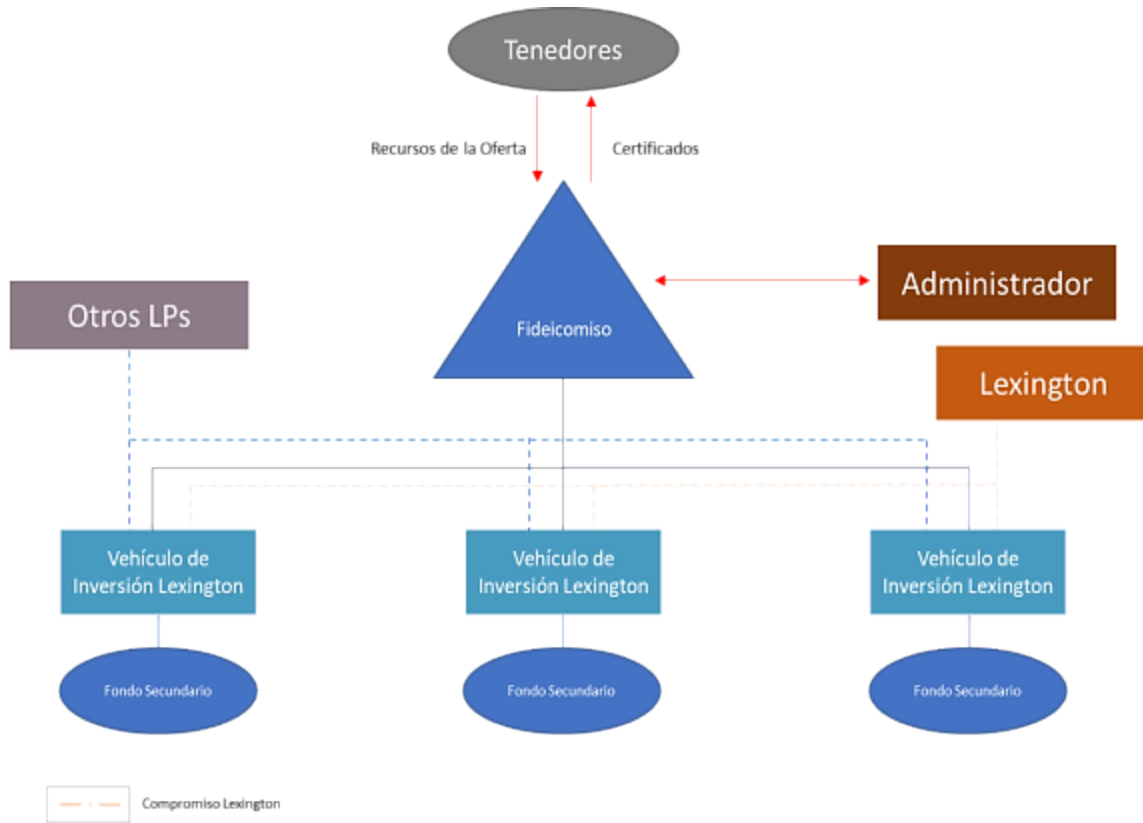 Tenedores
Recursos de la Oferta
Certificados
Administrador
Otros LPs
Fideicomiso
Lexington
Vehículo de
Inversión Lexington
Vehículo de
Inversión Lexington
Vehículo de
Inversión Lexington
Fondo Secundario
Fondo Secundario
Fondo Secundario
Compromiso Lexington